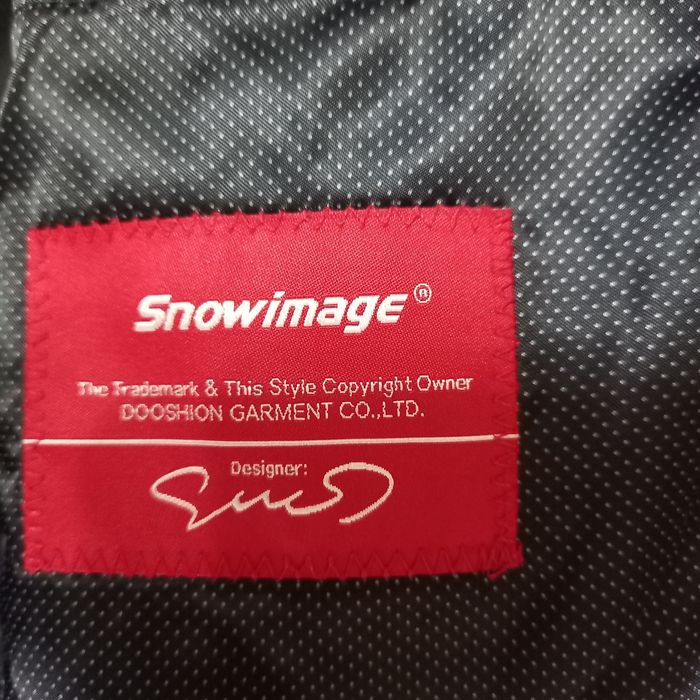 Snowimage®
The Trademark & This Style Copyright Owner
DOOSHION GARMENT CO.,LTD.
Designer: